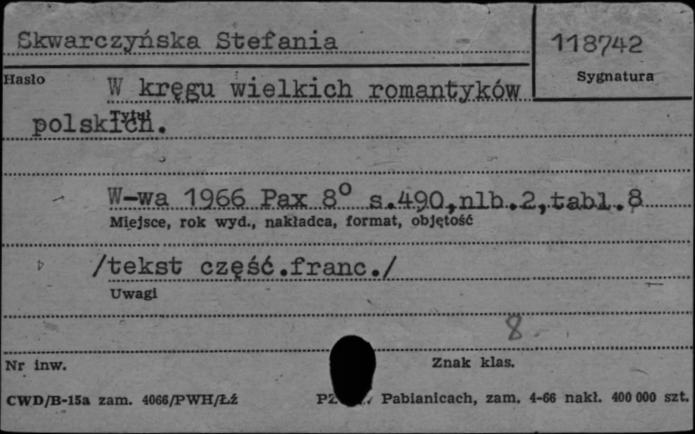 Skwarczyńska Stefania
118742
Hasło
Sygnatura
W kręgu wielkich romantyków
Tytuł
polskich.
W-wa 1966 Pax 8° s.490,nlb.2,tabl.8
Miejsce, rok wyd., nakładca, format, objętość
/tekst część.franc./
Uwagi
8
Nr inw.
Znak klas.
CWD/B-15a zam. 4066/PWH/Łź
Pabianicach, zam. 4-66 nakł. 400 000 szt.